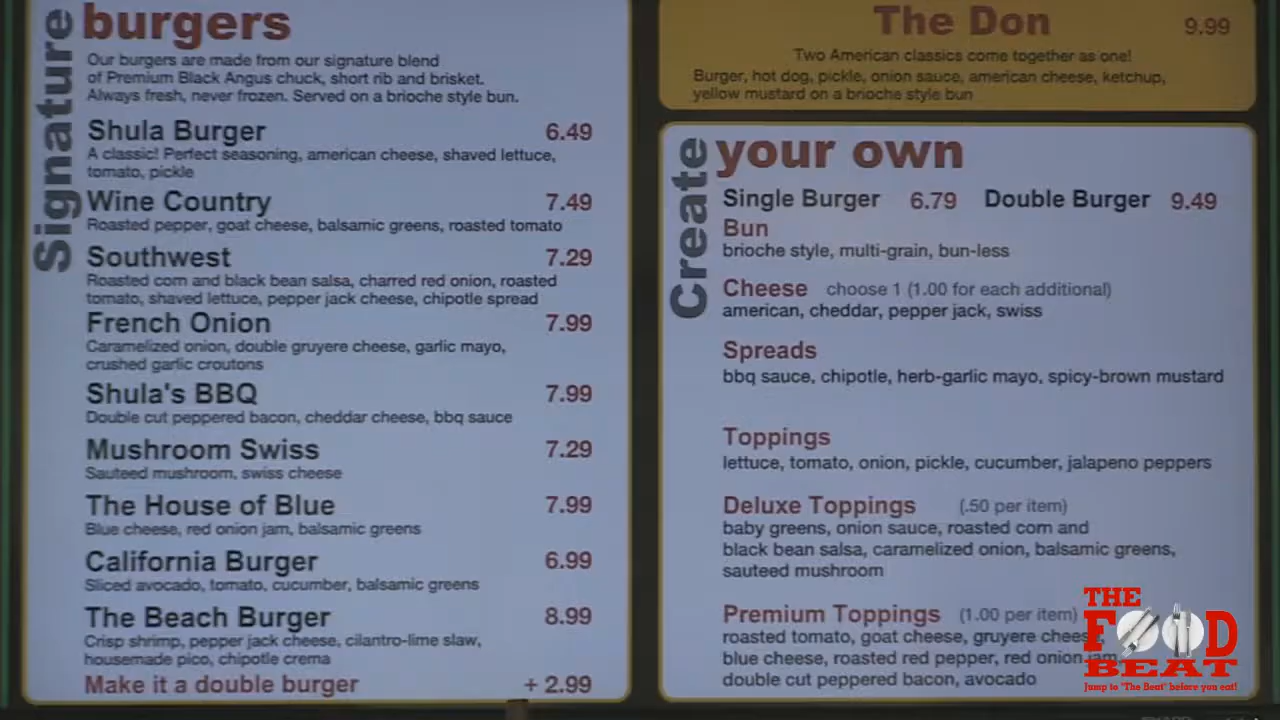 Signature
burgers
Our burgers are made from our signature blend
of Premium Black Angus chuck, short rib and brisket.
Always fresh, never frozen. Served on a brioche style bun.
Shula Burger 6.49
A classic! Perfect seasoning, american cheese, shaved lettuce,
tomato, pickle
Wine Country 7.49
Roasted pepper, goat cheese, balsamic greens, roasted tomato
Southwest 7.29
Roasted corn and black bean salsa, charred red onion, roasted
tomato, shaved lettuce, pepper jack cheese, chipotle spread
French Onion 7.99
Caramelized onion, double gruyere cheese, garlic mayo,
crushed garlic croutons
Shula's BBQ 7.99
Double cut peppered bacon, cheddar cheese, bbq sauce
Mushroom Swiss 7.29
Sauteed mushroom, swiss cheese
The House of Blue 7.99
Blue cheese, red onion jam, balsamic greens
California Burger 6.99
Sliced avocado, tomato, cucumber, balsamic greens
The Beach Burger 8.99
Crisp shrimp, pepper jack cheese, cilantro-lime slaw,
housemade pico, chipotle crema
Make it a double burger + 2.99
The Don 9.99
Two American classics come together as one!
Burger, hot dog, pickle, onion sauce, american cheese, ketchup,
yellow mustard on a brioche style bun
Create
your own
Single Burger 6.79 Double Burger 9.49
Bun
brioche style, multi-grain, bun-less
Cheese choose 1 (1.00 for each additional)
american, cheddar, pepper jack, swiss
Spreads
bbq sauce, chipotle, herb-garlic mayo, spicy-brown mustard
Toppings
lettuce, tomato, onion, pickle, cucumber, jalapeno peppers
Deluxe Toppings (.50 per item)
baby greens, onion sauce, roasted corn and
black bean salsa, caramelized onion, balsamic greens,
sauteed mushroom
Premium Toppings (1.00 per item)
roasted tomato, goat cheese, gruyere cheese
blue cheese, roasted red pepper, red onion jam
double cut peppered bacon, avocado
THE
FOOD
BEAT
Jump to "The Beat" before you eat!